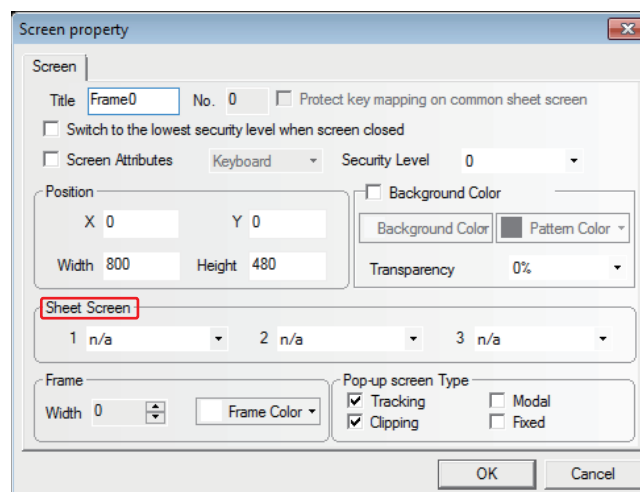 Screen property
Screen
Title Frame0 No. 0 Protect key mapping on common sheet screen
Switch to the lowest security level when screen closed
Screen Attributes Keyboard Security Level 0
Position
Background Color
X 0 Y 0
Background Color Pattern Color
Width 800 Height 480
Transparency 0%
Sheet Screen
1 n/a 2 n/a 3 n/a
Frame
Pop-up screen Type
Tracking Modal
Width 0 Frame Color
Clipping Fixed
OK Cancel